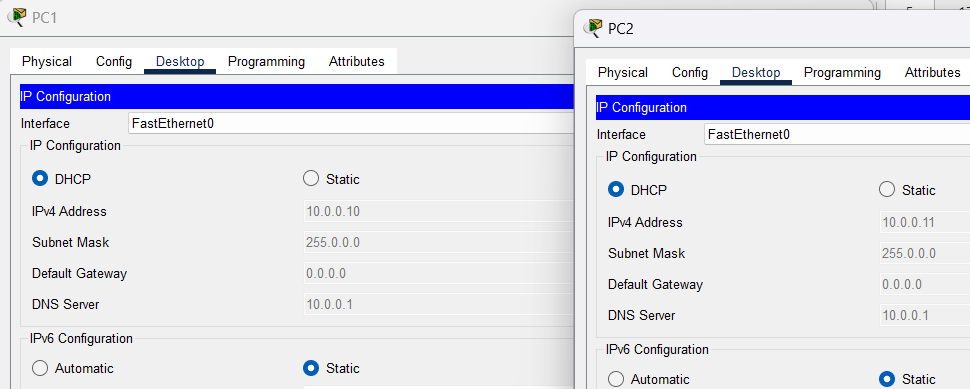 PC1
Physical Config Desktop Programming Attributes
IP Configuration
Interface FastEthernet0
IP Configuration
DHCP Static
IPv4 Address 10.0.0.10
Subnet Mask 255.0.0.0
Default Gateway 0.0.0.0
DNS Server 10.0.0.1
IPv6 Configuration
Automatic Static
PC2
Physical Config Desktop Programming Attributes
IP Configuration
Interface FastEthernet0
IP Configuration
DHCP Static
IPv4 Address 10.0.0.11
Subnet Mask 255.0.0.0
Default Gateway 0.0.0.0
DNS Server 10.0.0.1
IPv6 Configuration
Automatic Static